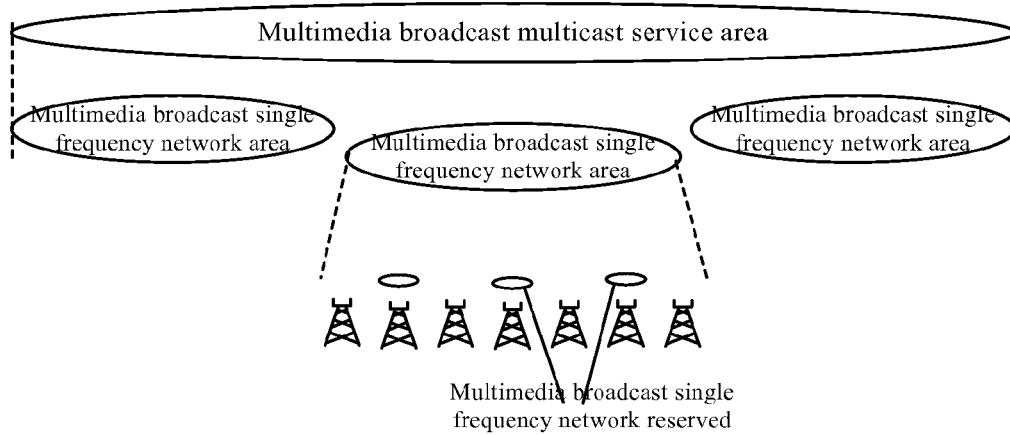 Multimedia broadcast multicast service area
Multimedia broadcast single
frequency network area
Multimedia broadcast single
frequency network area
Multimedia broadcast single
frequency network area
Multimedia broadcast single
frequency network reserved